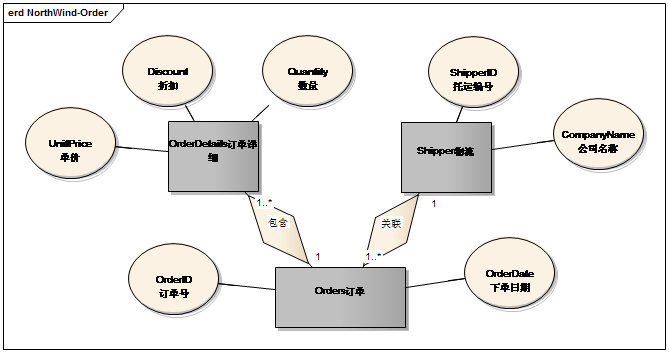 erd NorthWind-Order
Discount
折扣
Quantity
数量
ShipperID
托运编号
UnitPrice
单价
OrderDetails订单详
细
Shipper物流
CompanyName
公司名称
1..*
包含
1
1
关联
1..*
OrderID
订单号
Orders订单
OrderDate
下单日期